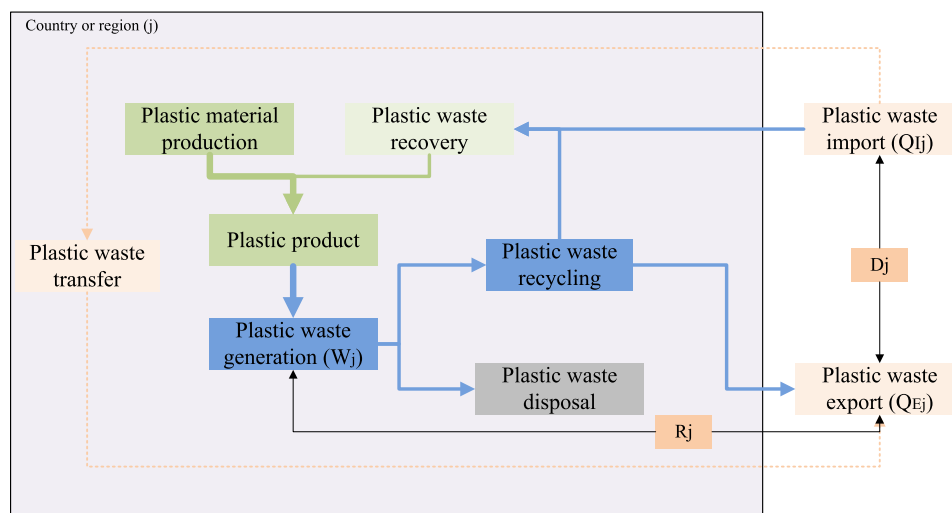 Country or region (j)
Plastic material
production
Plastic waste
recovery
Plastic waste
import (QIj)
Plastic product
Plastic waste
transfer
Plastic waste
recycling
Dj
Plastic waste
generation (Wj)
Plastic waste
disposal
Plastic waste
export (QEj)
Rj